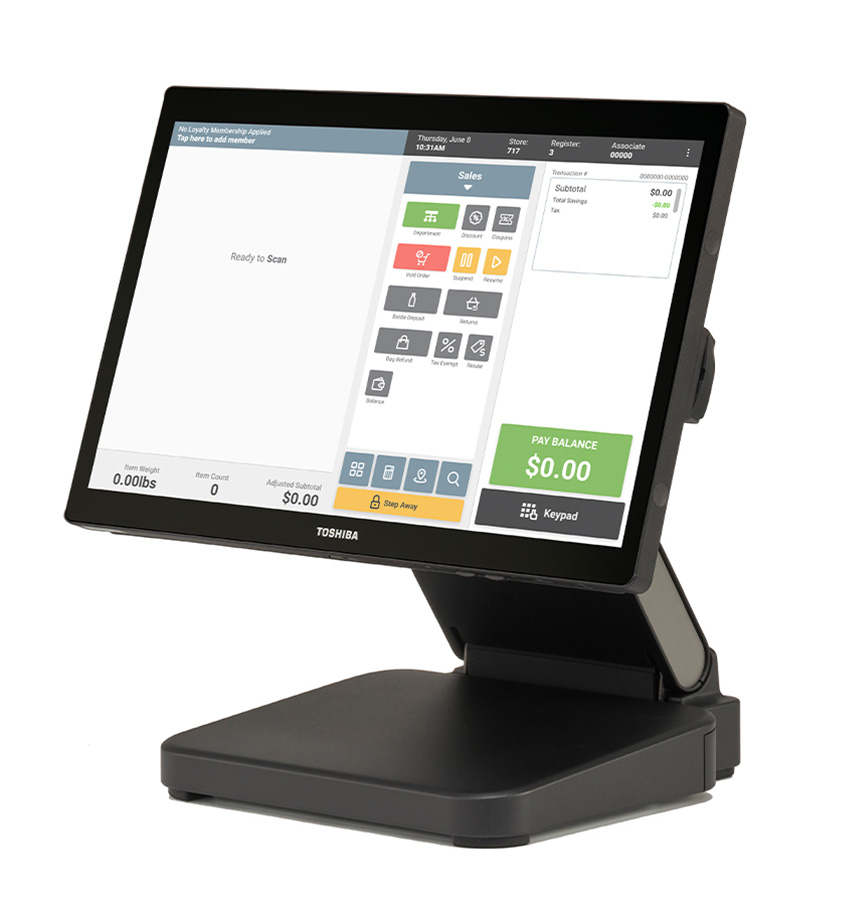 No Loyalty Membership Applied
Tap here to add member
Thursday, June 8
10:31AM
Store:
717
Register:
3
Associate
00000
Ready to Scan
Sales
Department
Discount
Coupons
Void Order
Suspend
Resume
Bottle Deposit
Returns
Bag Refund
Tax Exempt
Resale
Balance
Transaction #
0000000-0000000
Subtotal
$0.00
Total Savings
-$0.00
Tax
$0.00
PAY BALANCE
$0.00
Keypad
Step Away
Item Weight
0.00lbs
Item Count
0
Adjusted Subtotal
$0.00
TOSHIBA